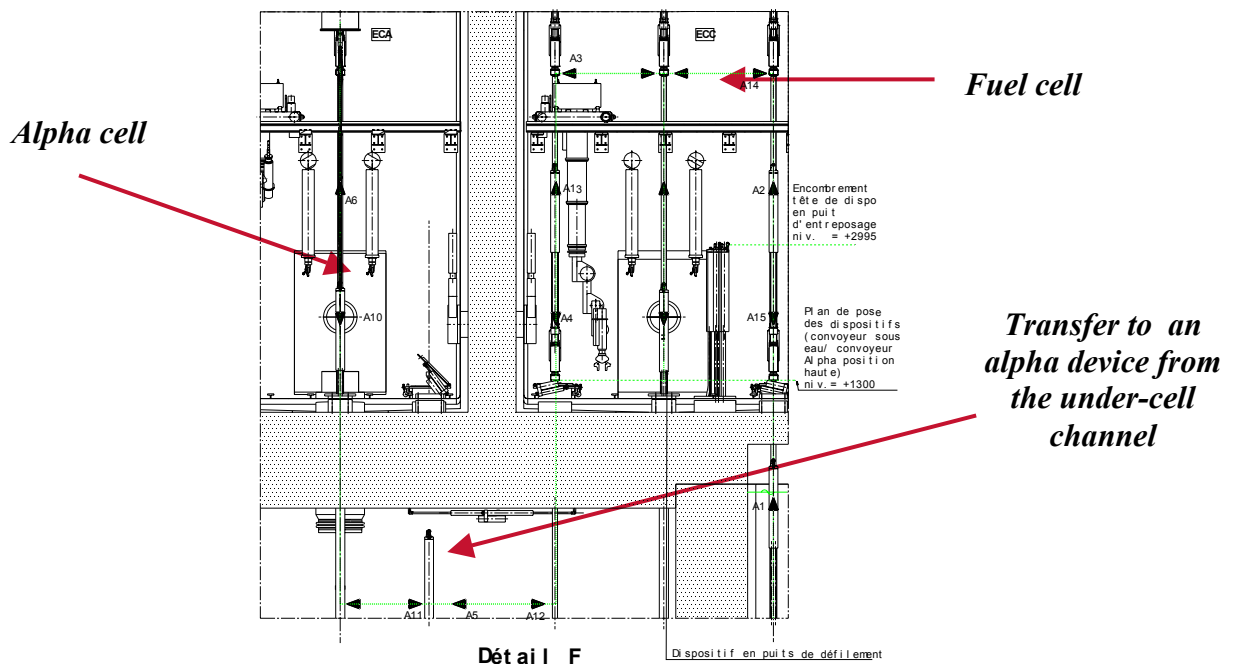 ECA
ECC
A3
A14
Fuel cell
Alpha cell
A6
A13
A2
Encombrement
tête de dispo
en puit
d'entreposage
niv. = +2995
A10
A4
A15
Plan de pose
des dispositifs
(convoyeur sous
eau/ convoyeur
Alpha position
haute)
niv. = +1300
Transfer to an
alpha device from
the under-cell
channel
A1
A11
A5
A12
Détail F
Dispositif en puits de défilement